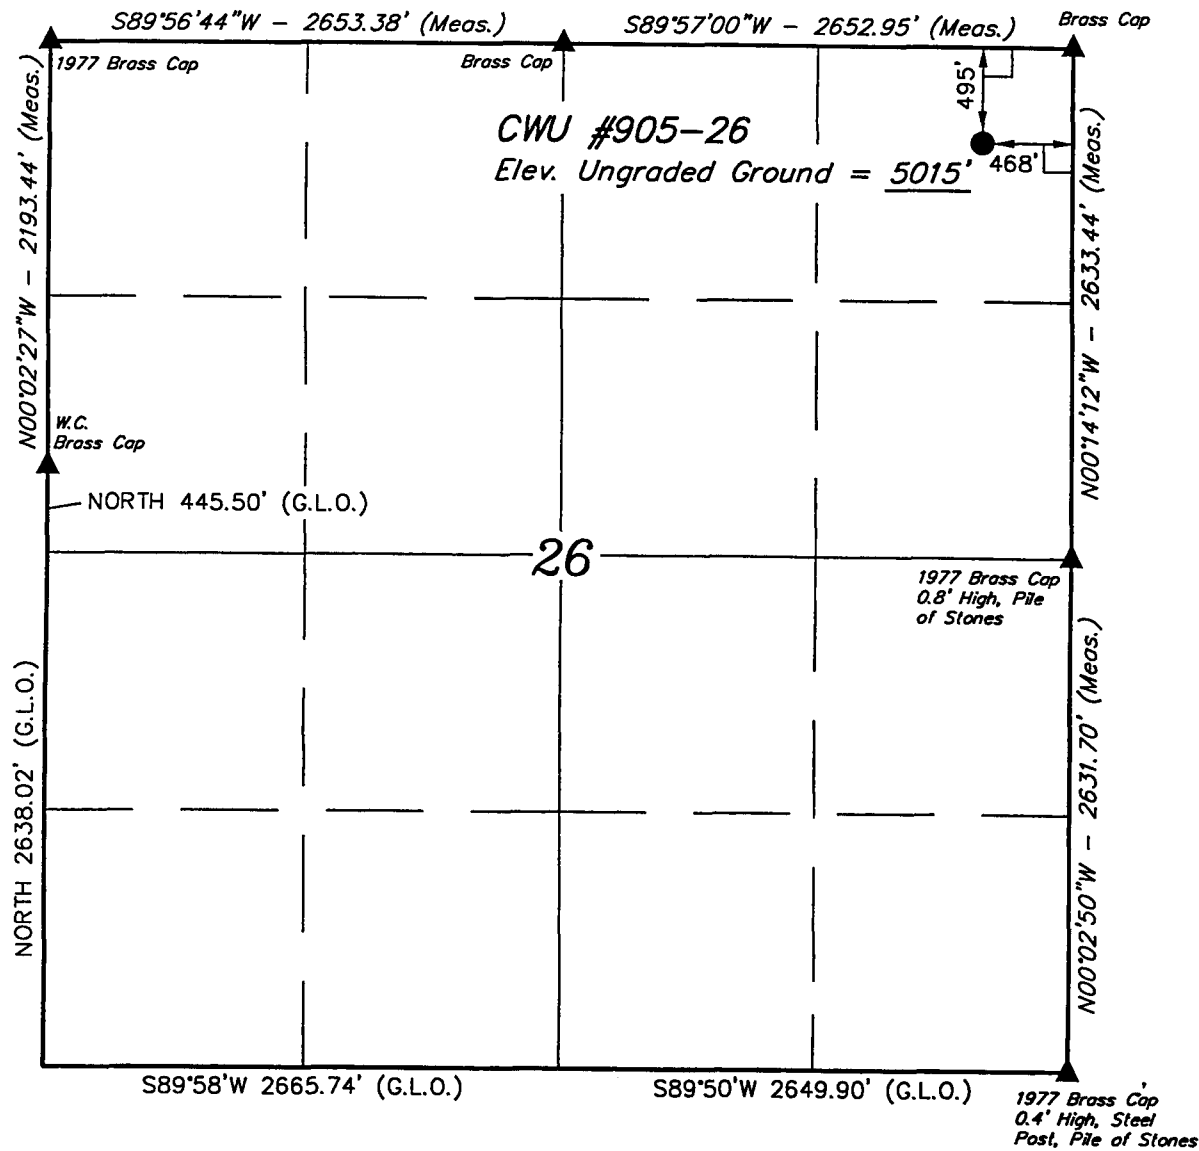 S89°56'44"W - 2653.38' (Meas.)
S89°57'00"W - 2652.95' (Meas.)
Brass Cap
1977 Brass Cap
Brass Cap
495'
CWU #905-26
468'
Elev. Ungraded Ground = 5015'
N00°02'27"W - 2193.44' (Meas.)
N00°14'12"W - 2633.44' (Meas.)
W.C.
Brass Cap
NORTH 445.50' (G.L.O.)
26
1977 Brass Cap
0.8' High, Pile
of Stones
NORTH 2638.02' (G.L.O.)
N00°02'50"W - 2631.70' (Meas.)
S89°58'W 2665.74' (G.L.O.)
S89°50'W 2649.90' (G.L.O.)
1977 Brass Cap
0.4' High, Steel
Post, Pile of Stones